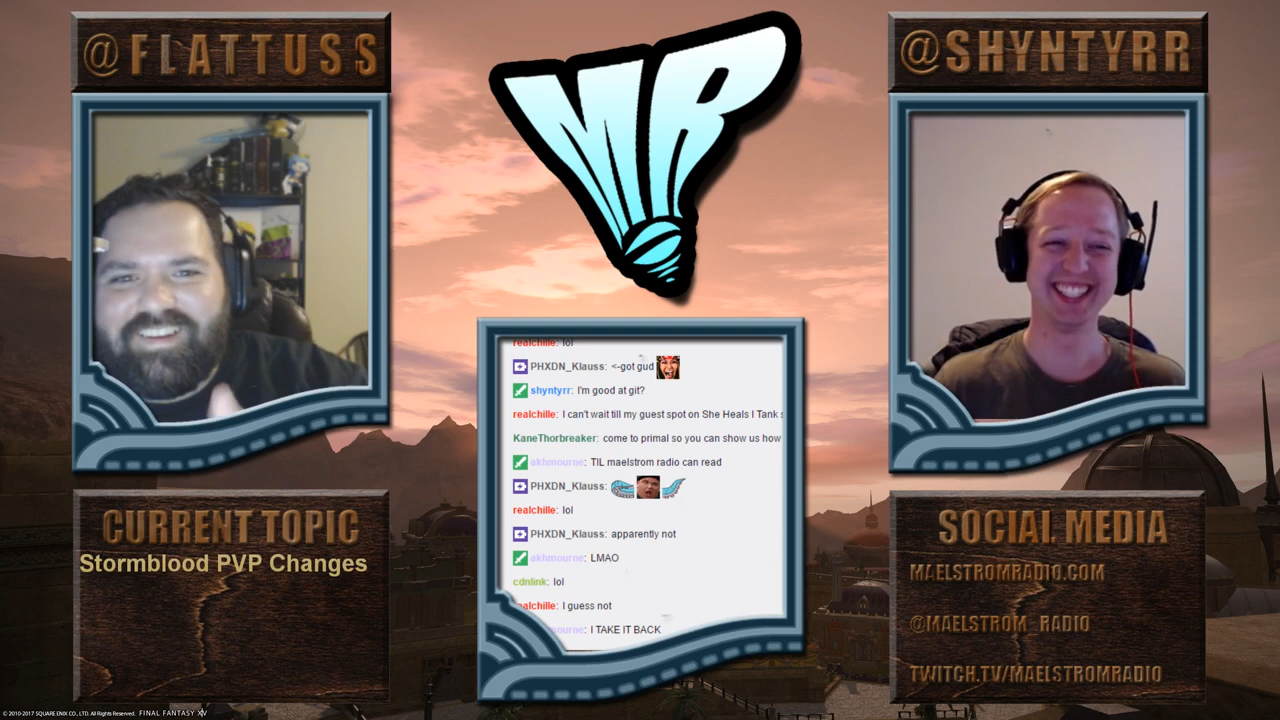 @FLATTUSS
MR
@SHYNTYRR
realchille: lol
PHXDN_Klauss: <-got gud
shyntyrr: I'm good at git?
realchille: I can't wait till my guest spot on She Heals I Tank
KaneThorbreaker: come to primal so you can show us how
akhmourne: TIL maelstrom radio can read
PHXDN_Klauss:
realchille: lol
PHXDN_Klauss: apparently not
akhmourne: LMAO
cdnlink: lol
ealchille: I guess not
mourne: I TAKE IT BACK
CURRENT TOPIC
Stormblood PVP Changes
SOCIAL MEDIA
MAELSTROMRADIO.COM
@MAELSTROM_RADIO
TWITCH.TV/MAELSTROMRADIO
© 2010-2017 SQUARE ENIX CO., LTD. All Rights Reserved. FINAL FANTASY XIV